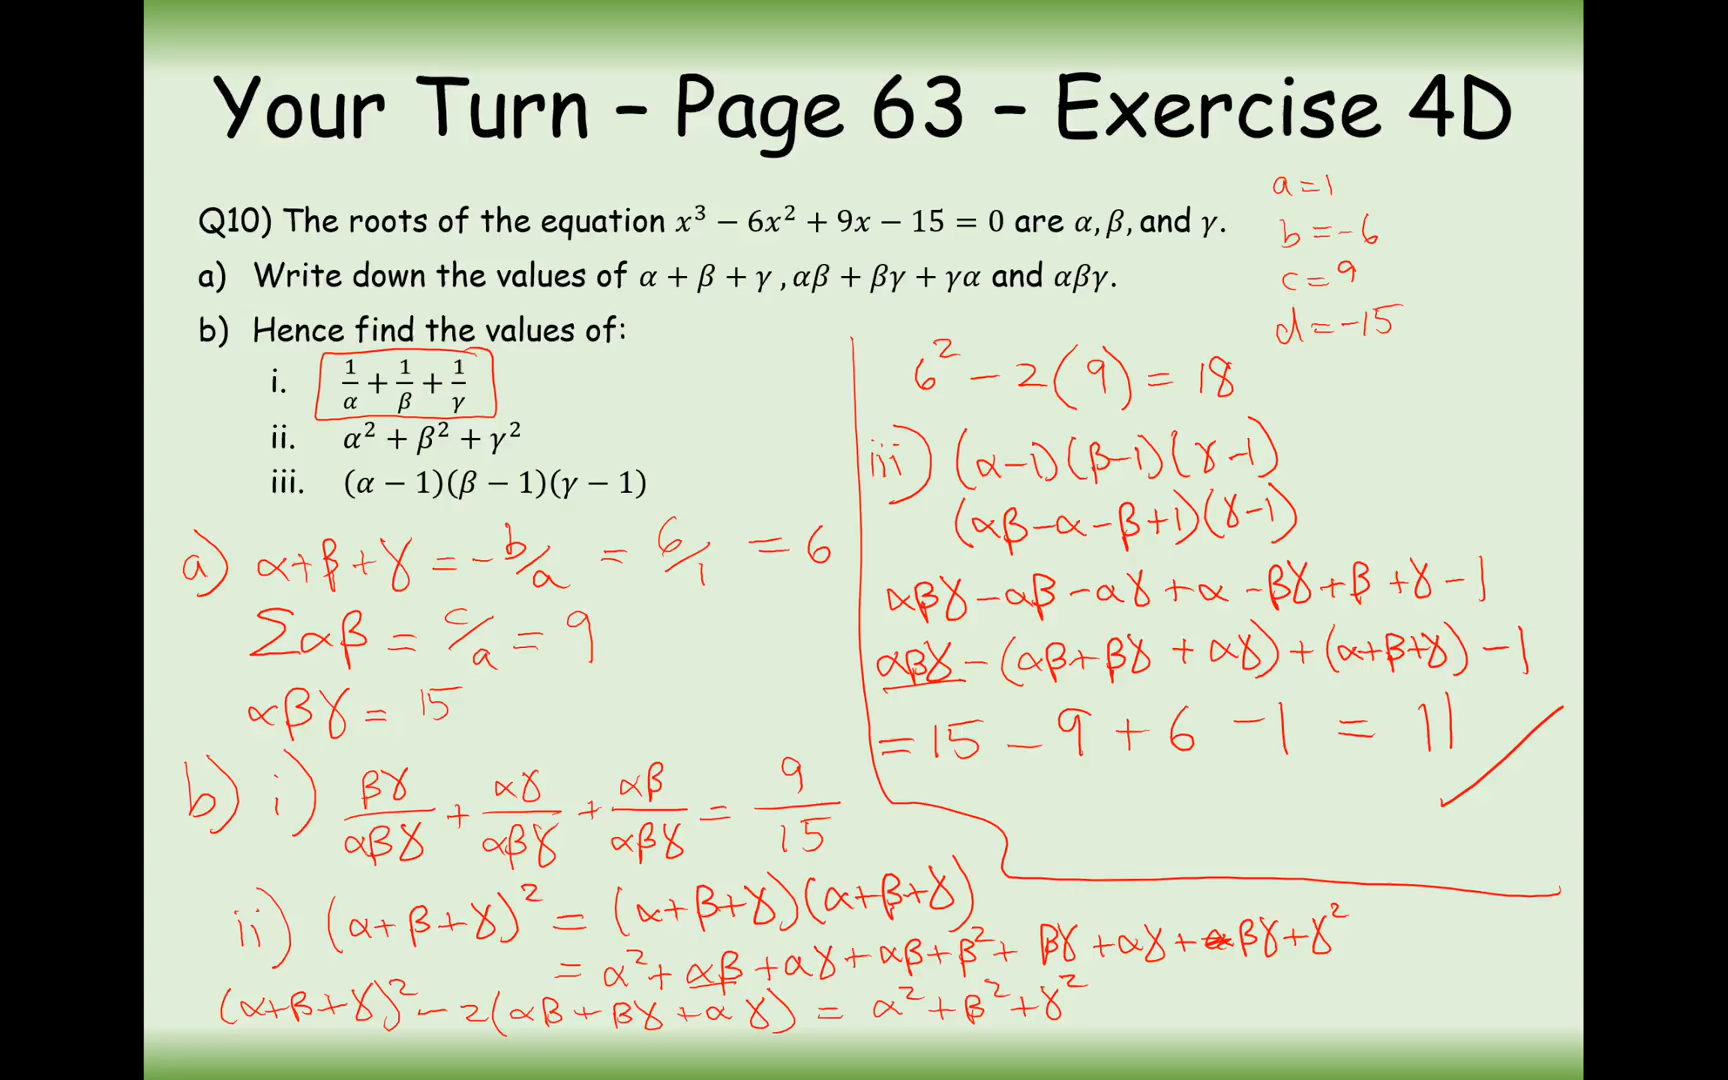 Your Turn – Page 63 – Exercise 4D
Q10) The roots of the equation x³ − 6x² + 9x − 15 = 0 are α, β, and γ.
a) Write down the values of α + β + γ , αβ + βγ + γα and αβγ.
b) Hence find the values of:
i. 1/α + 1/β + 1/γ
ii. α² + β² + γ²
iii. (α − 1)(β − 1)(γ − 1)
a = 1
b = -6
c = 9
d = -15
a) α+β+γ = -b/a = 6/1 = 6
Σαβ = c/a = 9
αβγ = 15
b) i) βγ/αβγ + αγ/αβγ + αβ/αβγ = 9/15
ii) (α+β+γ)² = (α+β+γ)(α+β+γ)
= α² + αβ + αγ + αβ + β² + βγ + αγ + βγ + γ²
(α+β+γ)² - 2(αβ + βγ + αγ) = α² + β² + γ²
6² - 2(9) = 18
iii) (α-1)(β-1)(γ-1)
(αβ-α-β+1)(γ-1)
αβγ - αβ - αγ + α - βγ + β + γ - 1
αβγ - (αβ + βγ + αγ) + (α+β+γ) - 1
= 15 - 9 + 6 - 1 = 11